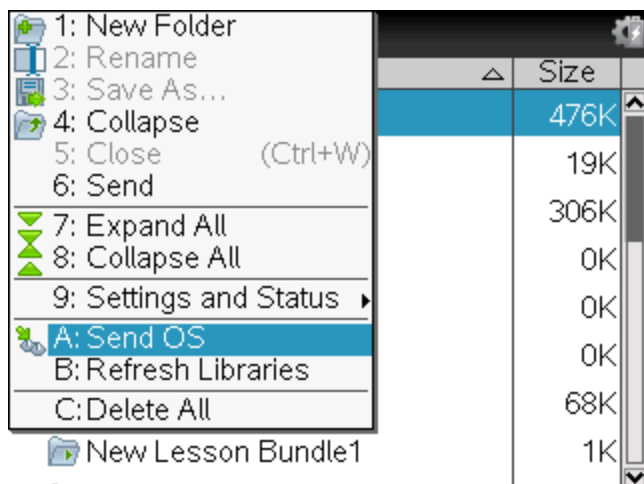 1: New Folder
2: Rename
3: Save As...
4: Collapse
5: Close (Ctrl+W)
6: Send
7: Expand All
8: Collapse All
9: Settings and Status
A: Send OS
B: Refresh Libraries
C: Delete All
Size
476K
19K
306K
0K
0K
0K
68K
New Lesson Bundle1 1K